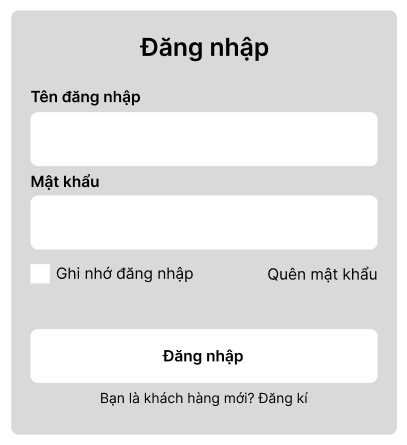 Đăng nhập
Tên đăng nhập
Mật khẩu
Ghi nhớ đăng nhập
Quên mật khẩu
Đăng nhập
Bạn là khách hàng mới? Đăng kí